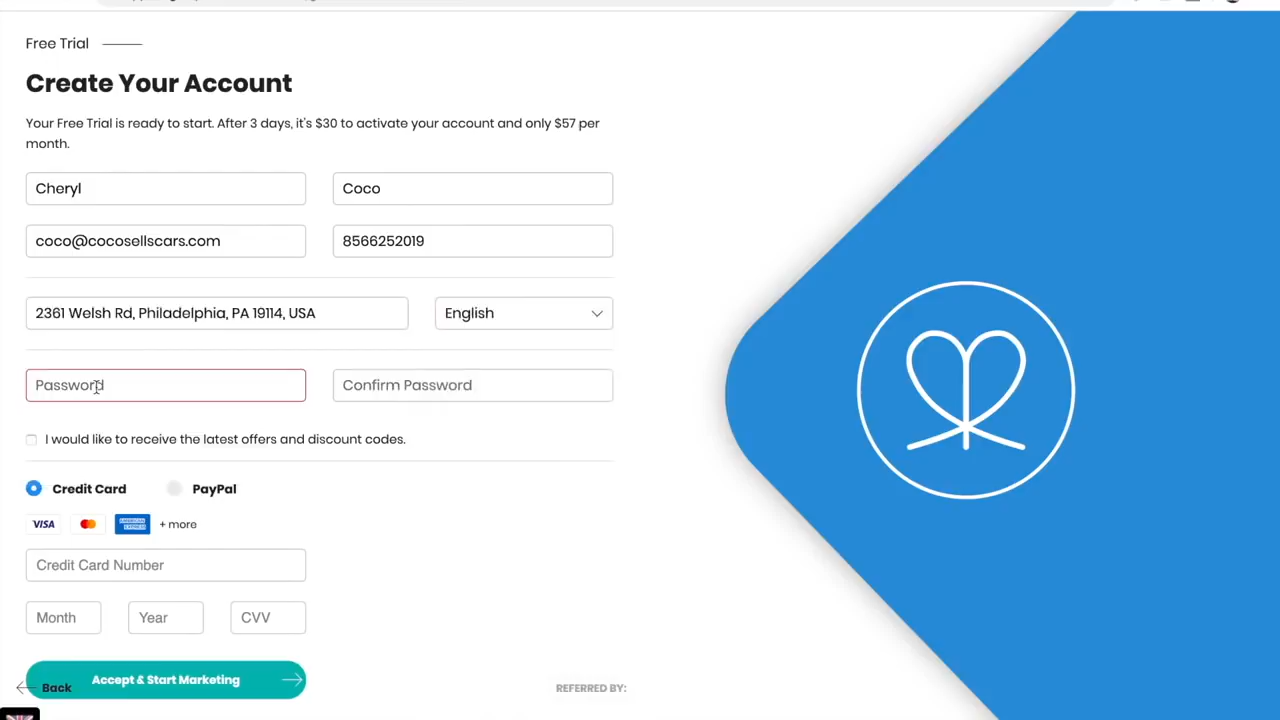 Free Trial
Create Your Account
Your Free Trial is ready to start. After 3 days, it's $30 to activate your account and only $57 per
month.
Cheryl
Coco
coco@cocosellscars.com
8566252019
2361 Welsh Rd, Philadelphia, PA 19114, USA
English
Password
Confirm Password
I would like to receive the latest offers and discount codes.
Credit Card
PayPal
VISA
AMERICAN EXPRESS
+ more
Credit Card Number
Month
Year
CVV
Accept & Start Marketing
Back
REFERRED BY: